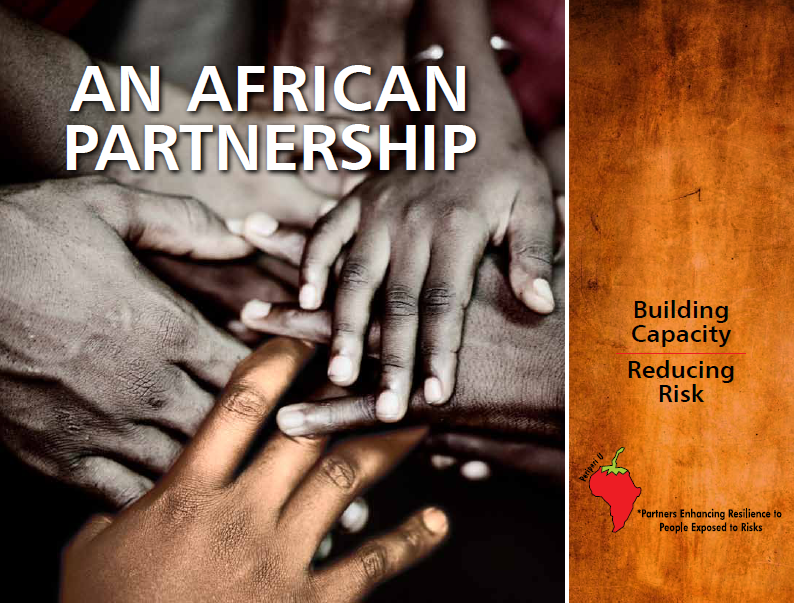 AN AFRICAN
PARTNERSHIP
Building
Capacity
Reducing
Risk
Periperi U
*Partners Enhancing Resilience to
People Exposed to Risks